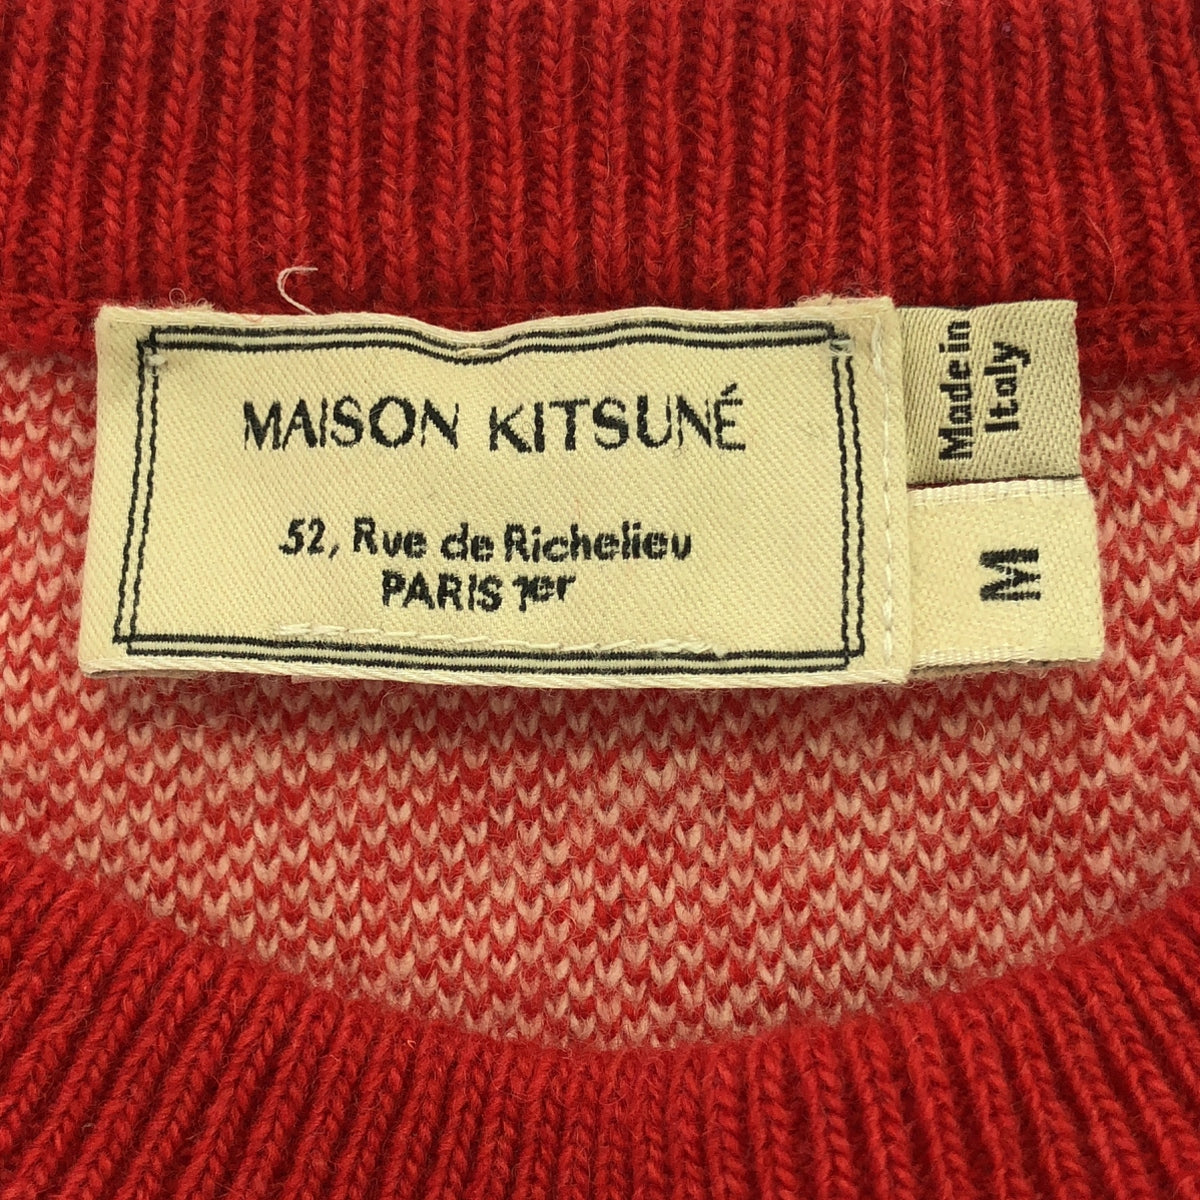 MAISON KITSUNÉ
52, Rue de Richelieu
PARIS 1er
Made in
Italy
M